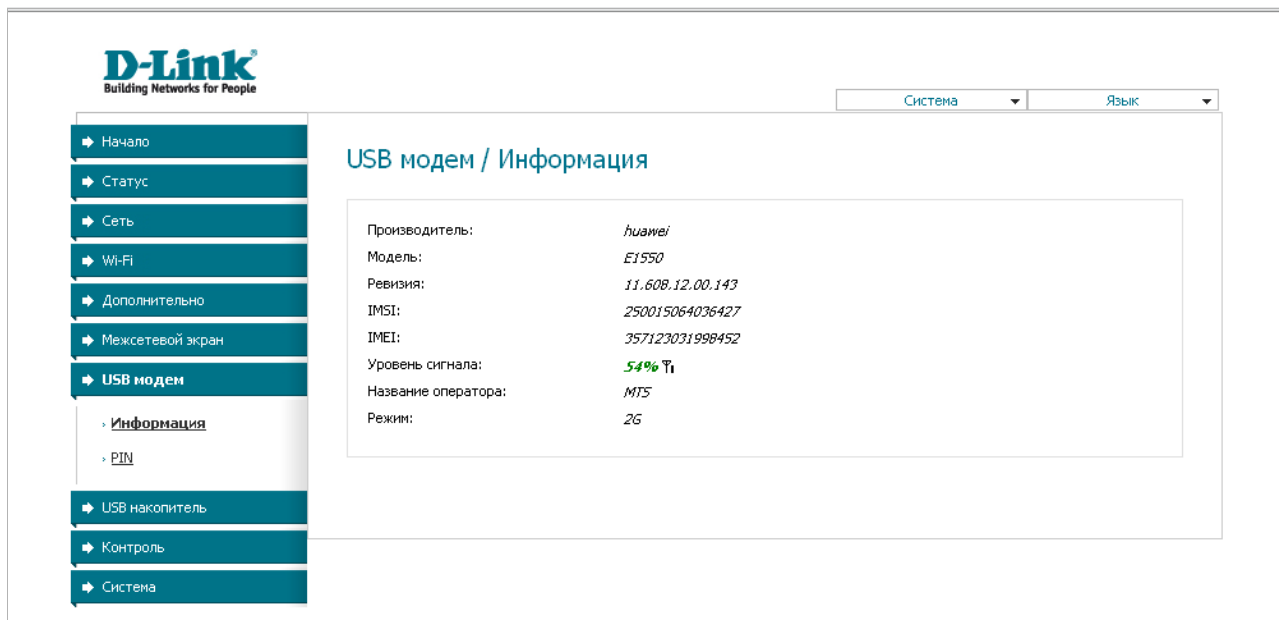 D-Link
Building Networks for People
Система
Язык
Начало
Статус
Сеть
Wi-Fi
Дополнительно
Межсетевой экран
USB модем
Информация
PIN
USB накопитель
Контроль
Система
USB модем / Информация
Производитель: huawei
Модель: E1550
Ревизия: 11.608.12.00.143
IMSI: 250015064036427
IMEI: 357123031998452
Уровень сигнала: 54%
Название оператора: МТS
Режим: 2G